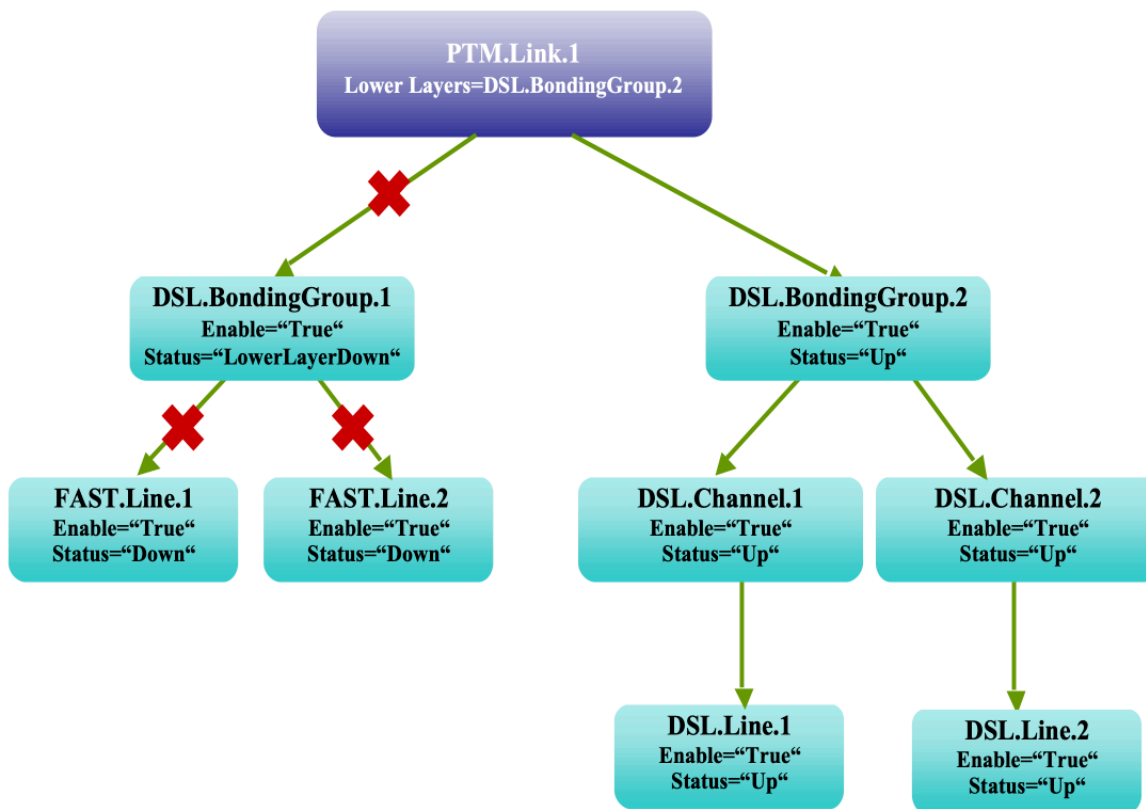 PTM.Link.1
Lower Layers=DSL.BondingGroup.2
DSL.BondingGroup.1
Enable=“True“
Status=“LowerLayerDown“
DSL.BondingGroup.2
Enable=“True“
Status=“Up“
FAST.Line.1
Enable=“True“
Status=“Down“
FAST.Line.2
Enable=“True“
Status=“Down“
DSL.Channel.1
Enable=“True“
Status=“Up“
DSL.Channel.2
Enable=“True“
Status=“Up“
DSL.Line.1
Enable=“True“
Status=“Up“
DSL.Line.2
Enable=“True“
Status=“Up“